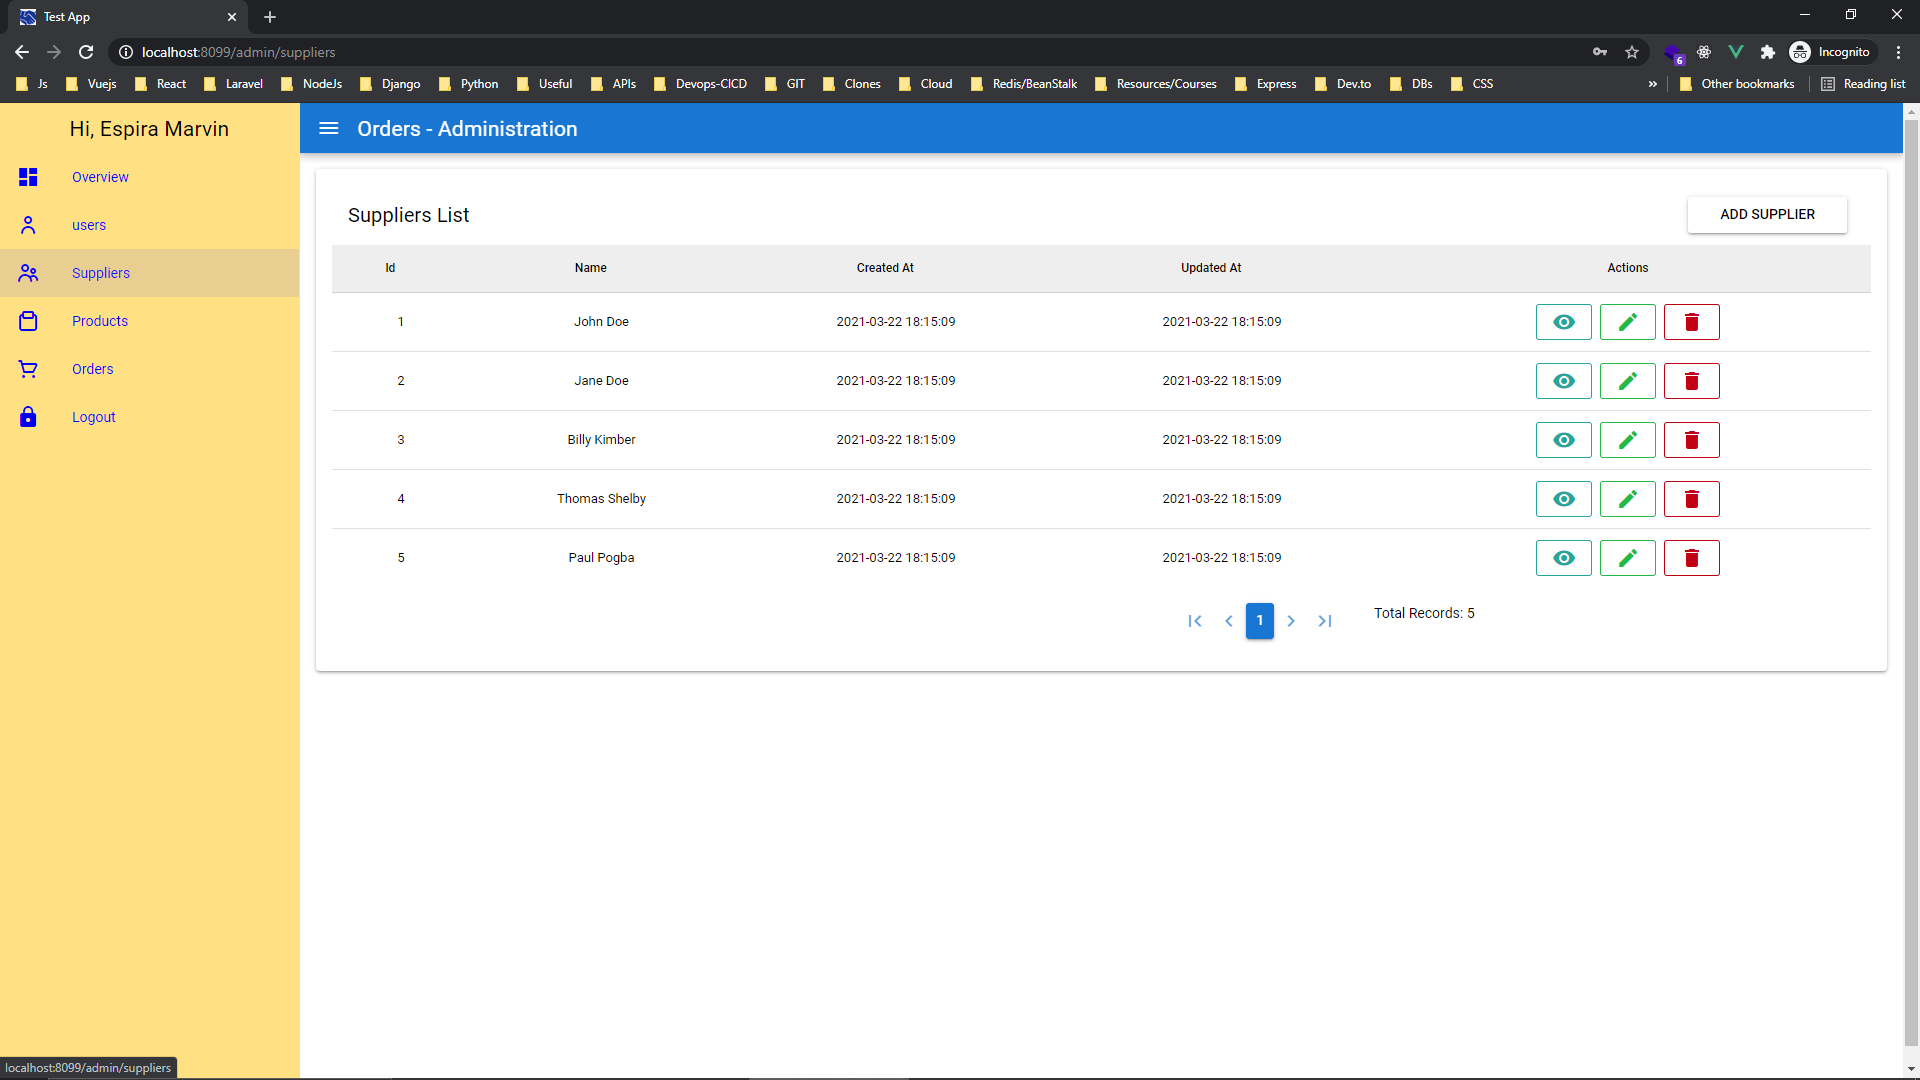 Test App
localhost:8099/admin/suppliers
6
Incognito
Js Vuejs React Laravel NodeJs Django Python Useful APIs Devops-CICD GIT Clones Cloud Redis/BeanStalk Resources/Courses Express Dev.to DBs CSS » Other bookmarks Reading list
Hi, Espira Marvin
Orders - Administration
Overview
users
Suppliers
Products
Orders
Logout
Suppliers List
ADD SUPPLIER
Id Name Created At Updated At Actions
1 John Doe 2021-03-22 18:15:09 2021-03-22 18:15:09
2 Jane Doe 2021-03-22 18:15:09 2021-03-22 18:15:09
3 Billy Kimber 2021-03-22 18:15:09 2021-03-22 18:15:09
4 Thomas Shelby 2021-03-22 18:15:09 2021-03-22 18:15:09
5 Paul Pogba 2021-03-22 18:15:09 2021-03-22 18:15:09
1
Total Records: 5
localhost:8099/admin/suppliers